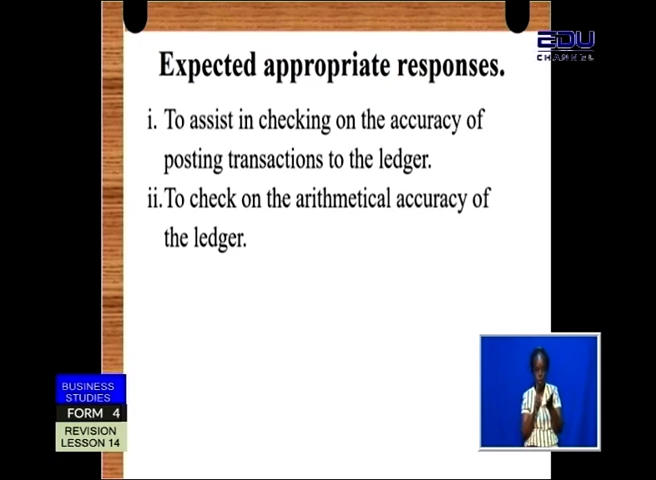 EDU
CHANNEL
Expected appropriate responses.
i. To assist in checking on the accuracy of
posting transactions to the ledger.
ii.To check on the arithmetical accuracy of
the ledger.
BUSINESS
STUDIES
FORM 4
REVISION
LESSON 14